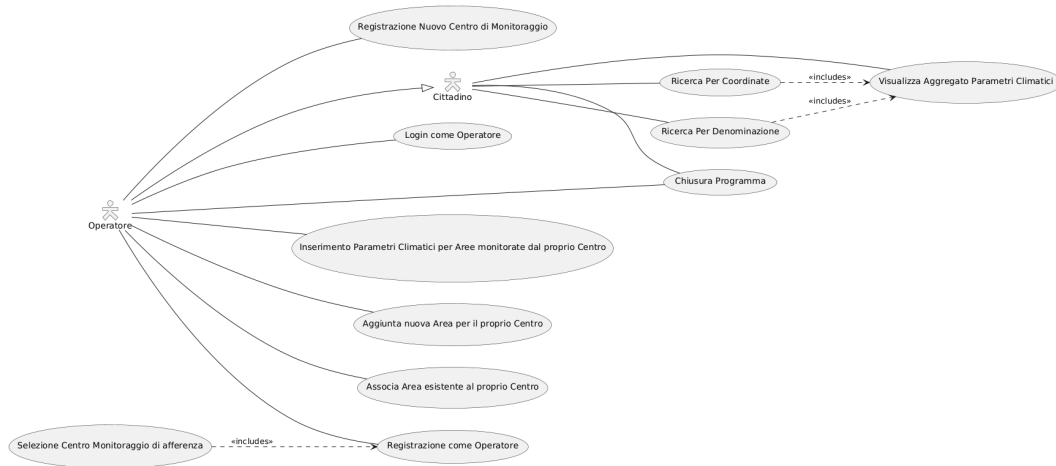 Registrazione Nuovo Centro di Monitoraggio
Cittadino
Ricerca Per Coordinate
«includes»
Visualizza Aggregato Parametri Climatici
«includes»
Ricerca Per Denominazione
Login come Operatore
Chiusura Programma
Operatore
Inserimento Parametri Climatici per Aree monitorate dal proprio Centro
Aggiunta nuova Area per il proprio Centro
Associa Area esistente al proprio Centro
Selezione Centro Monitoraggio di afferenza
«includes»
Registrazione come Operatore